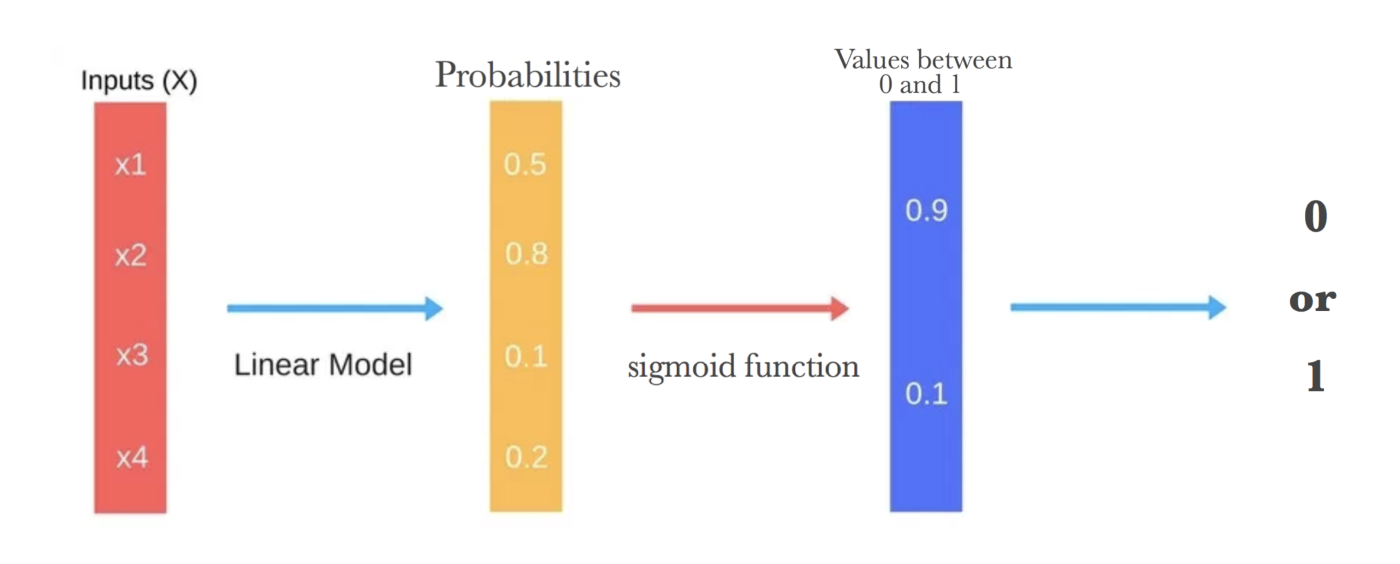 Inputs (X)
x1
x2
x3
x4
Linear Model
Probabilities
0.5
0.8
0.1
0.2
sigmoid function
Values between
0 and 1
0.9
0.1
0
or
1